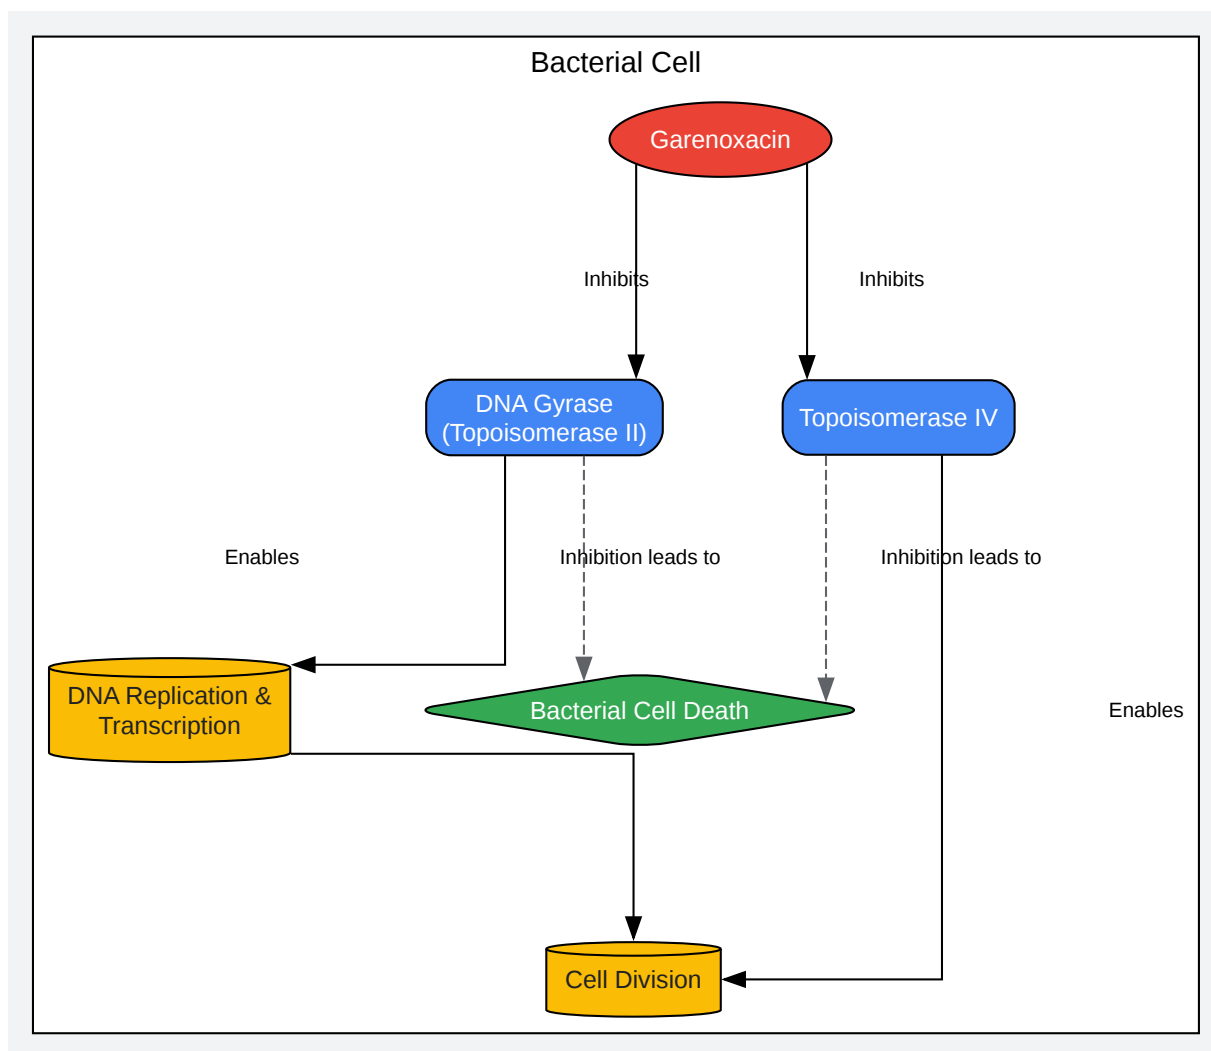 Bacterial Cell
Garenoxacin
Inhibits
Inhibits
DNA Gyrase
(Topoisomerase II)
Topoisomerase IV
Enables
Inhibition leads to
Inhibition leads to
DNA Replication &
Transcription
Bacterial Cell Death
Enables
Cell Division